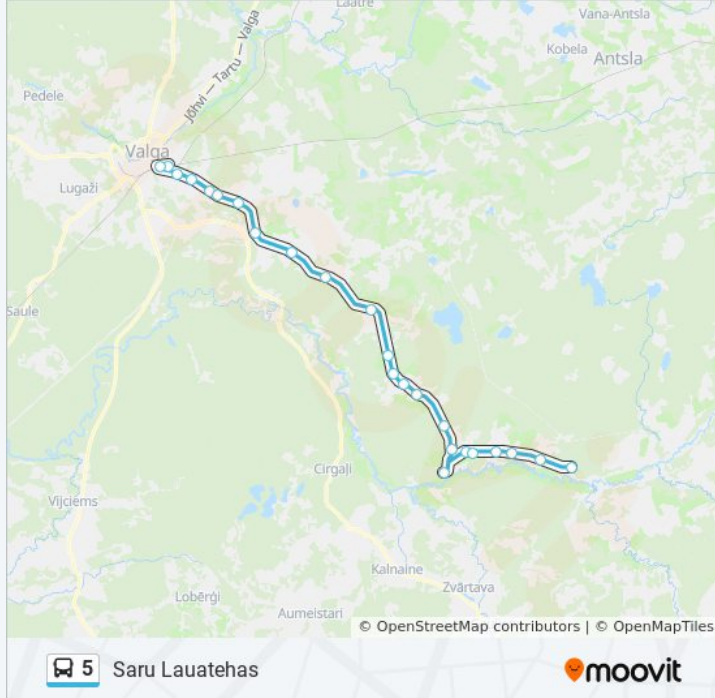 Laatre
Vana-Antsla
Kobela
Antsla
Jõhvi — Tartu — Valga
Pedele
Valga
Lugaži
Saule
Cirgaļi
Vijciems
Kalnaine
Zvārtava
Lobērģi
Aumeistari
© OpenStreetMap contributors | © OpenMapTiles
5 Saru Lauatehas
moovit